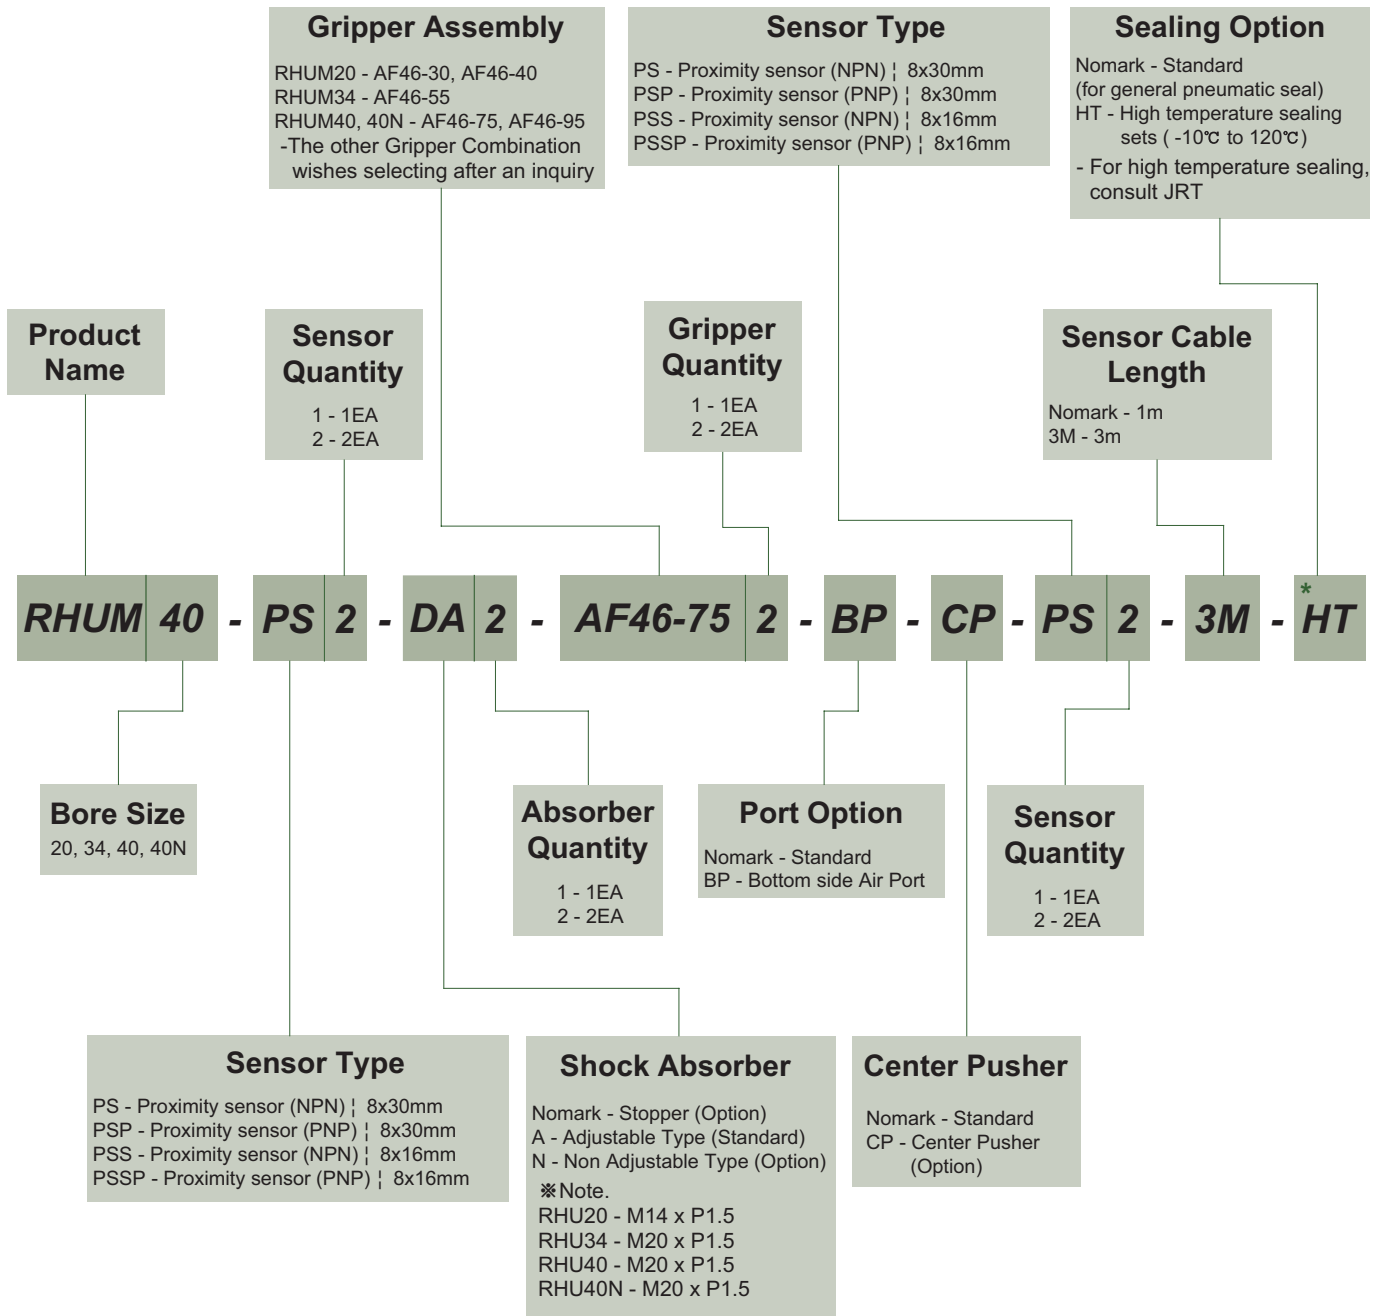 Gripper Assembly
RHUM20 - AF46-30, AF46-40
RHUM34 - AF46-55
RHUM40, 40N - AF46-75, AF46-95
-The other Gripper Combination
wishes selecting after an inquiry
Sensor Type
PS - Proximity sensor (NPN) ¦ 8x30mm
PSP - Proximity sensor (PNP) ¦ 8x30mm
PSS - Proximity sensor (NPN) ¦ 8x16mm
PSSP - Proximity sensor (PNP) ¦ 8x16mm
Sealing Option
Nomark - Standard
(for general pneumatic seal)
HT - High temperature sealing
sets ( -10℃ to 120℃)
- For high temperature sealing,
consult JRT
Product
Name
Sensor
Quantity
1 - 1EA
2 - 2EA
Gripper
Quantity
1 - 1EA
2 - 2EA
Sensor Cable
Length
Nomark - 1m
3M - 3m
RHUM 40 - PS 2 - DA 2 - AF46-75 2 - BP - CP - PS 2 - 3M - *HT
Bore Size
20, 34, 40, 40N
Absorber
Quantity
1 - 1EA
2 - 2EA
Port Option
Nomark - Standard
BP - Bottom side Air Port
Sensor
Quantity
1 - 1EA
2 - 2EA
Sensor Type
PS - Proximity sensor (NPN) ¦ 8x30mm
PSP - Proximity sensor (PNP) ¦ 8x30mm
PSS - Proximity sensor (NPN) ¦ 8x16mm
PSSP - Proximity sensor (PNP) ¦ 8x16mm
Shock Absorber
Nomark - Stopper (Option)
A - Adjustable Type (Standard)
N - Non Adjustable Type (Option)
※Note.
RHU20 - M14 x P1.5
RHU34 - M20 x P1.5
RHU40 - M20 x P1.5
RHU40N - M20 x P1.5
Center Pusher
Nomark - Standard
CP - Center Pusher
(Option)